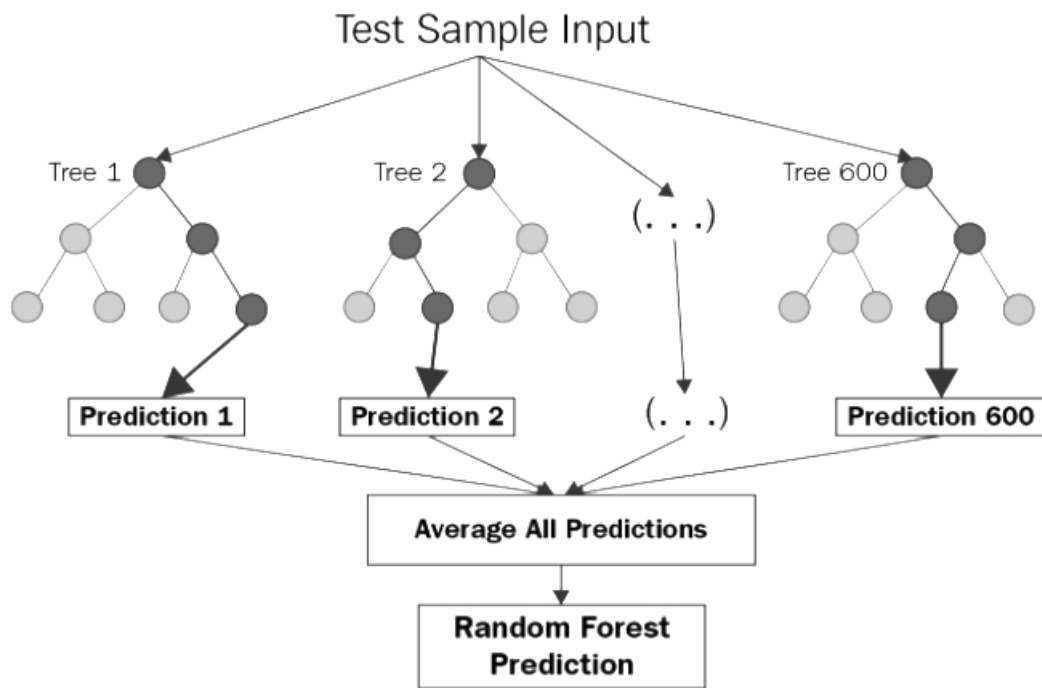 Test Sample Input
Tree 1
Tree 2
Tree 600
(. . .)
Prediction 1
Prediction 2
(. . .)
Prediction 600
Average All Predictions
Random Forest
Prediction